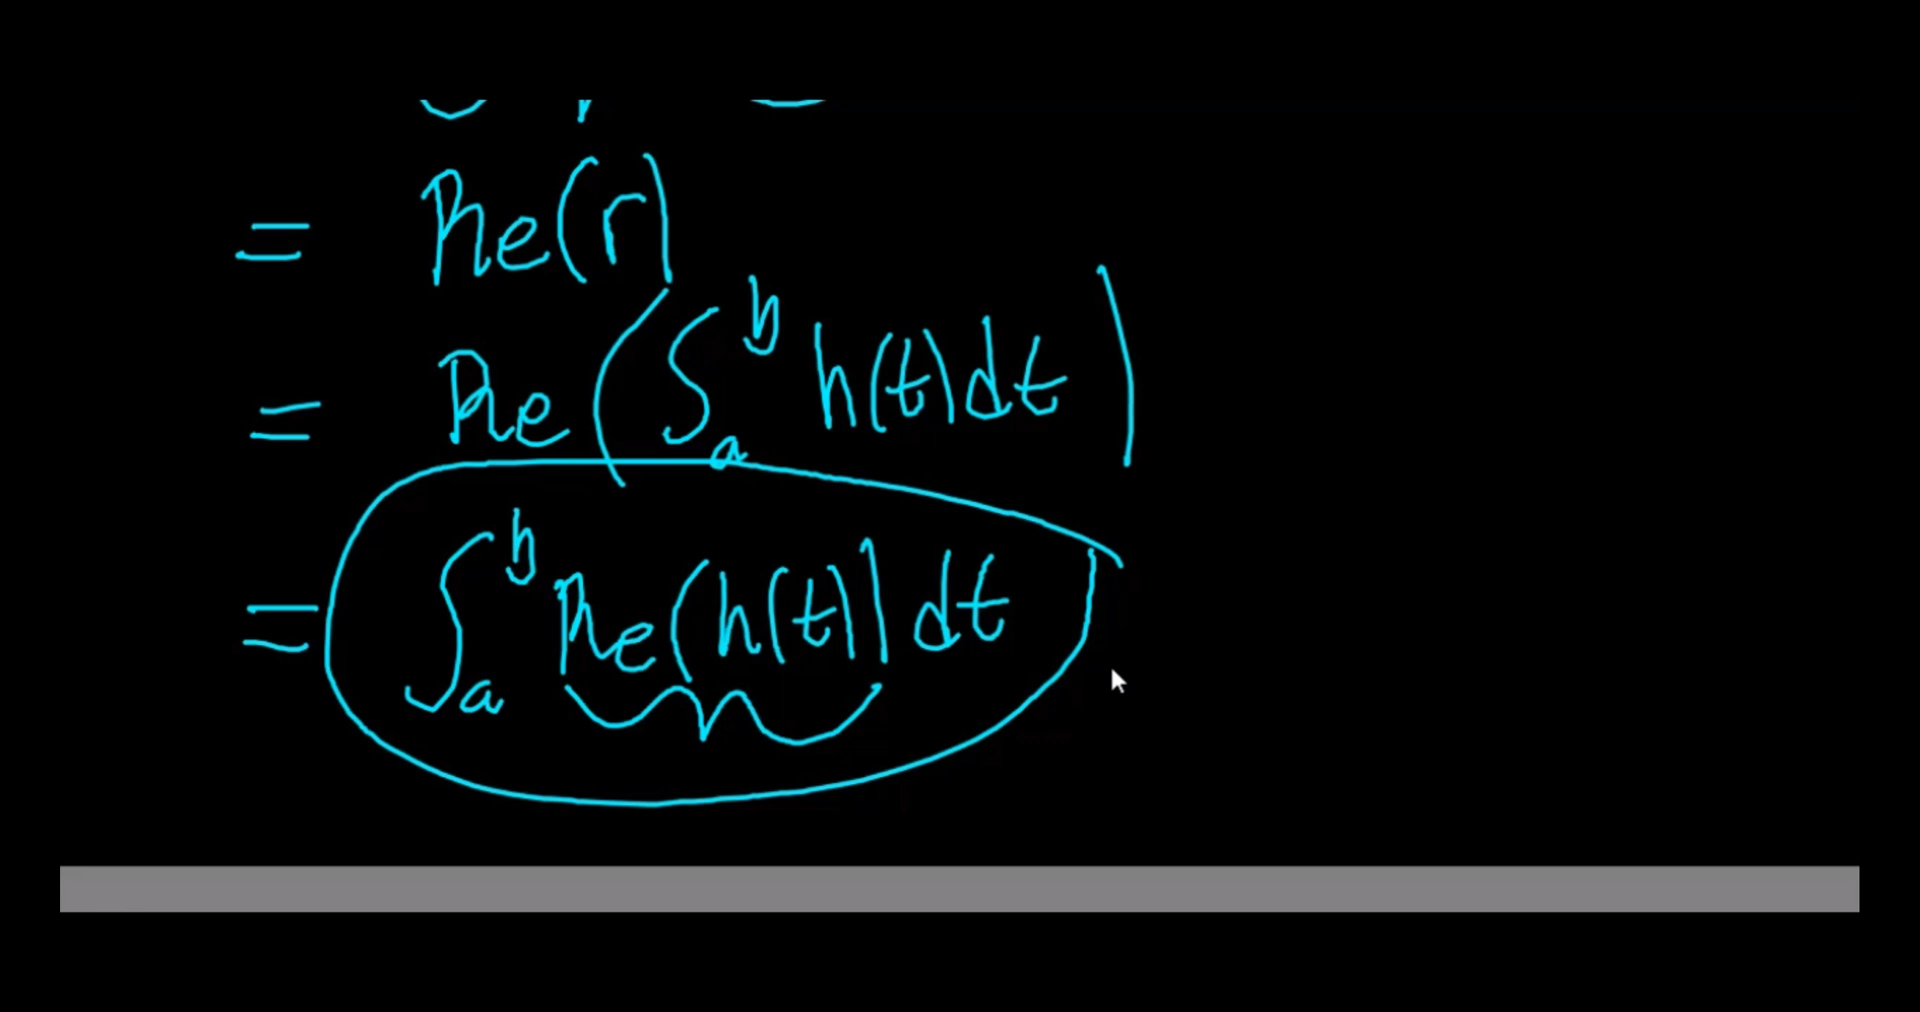 = Re(r)
= Re(∫_a^b h(t)dt)
= ∫_a^b Re(h(t))dt